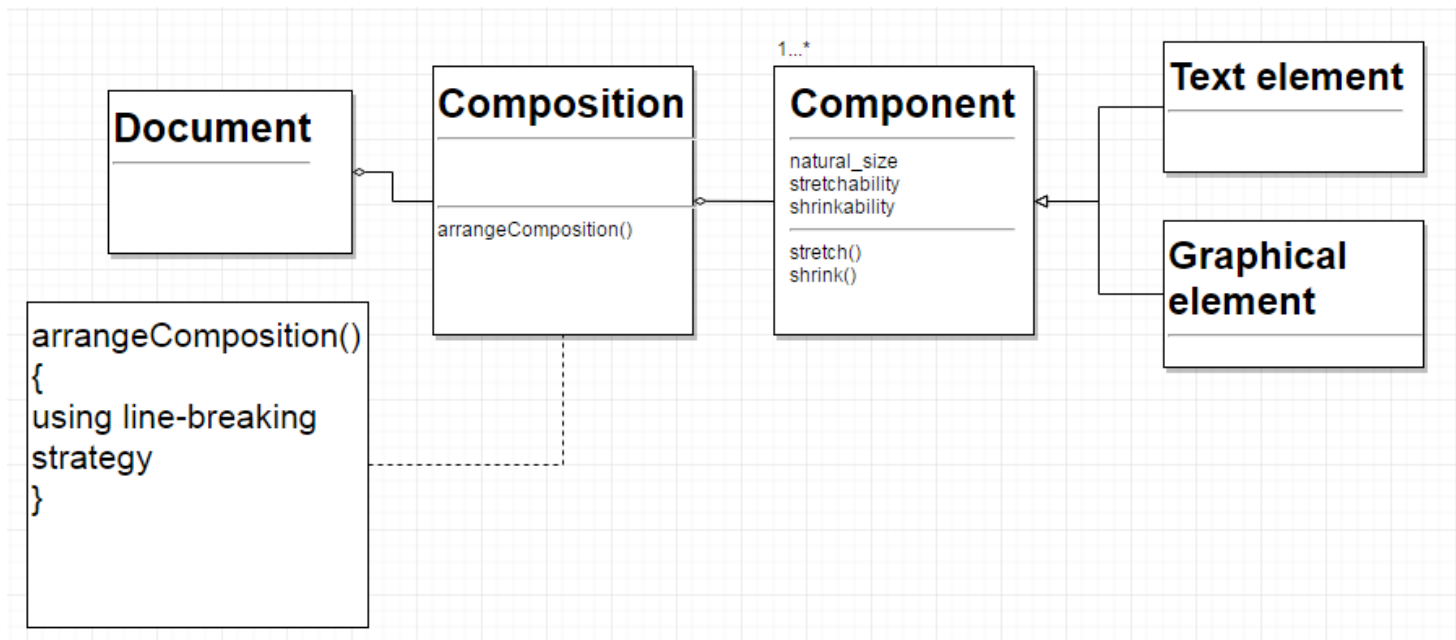 Document
Composition
arrangeComposition()
1...*
Component
natural_size
stretchability
shrinkability
stretch()
shrink()
Text element
Graphical
element
arrangeComposition()
{
using line-breaking
strategy
}